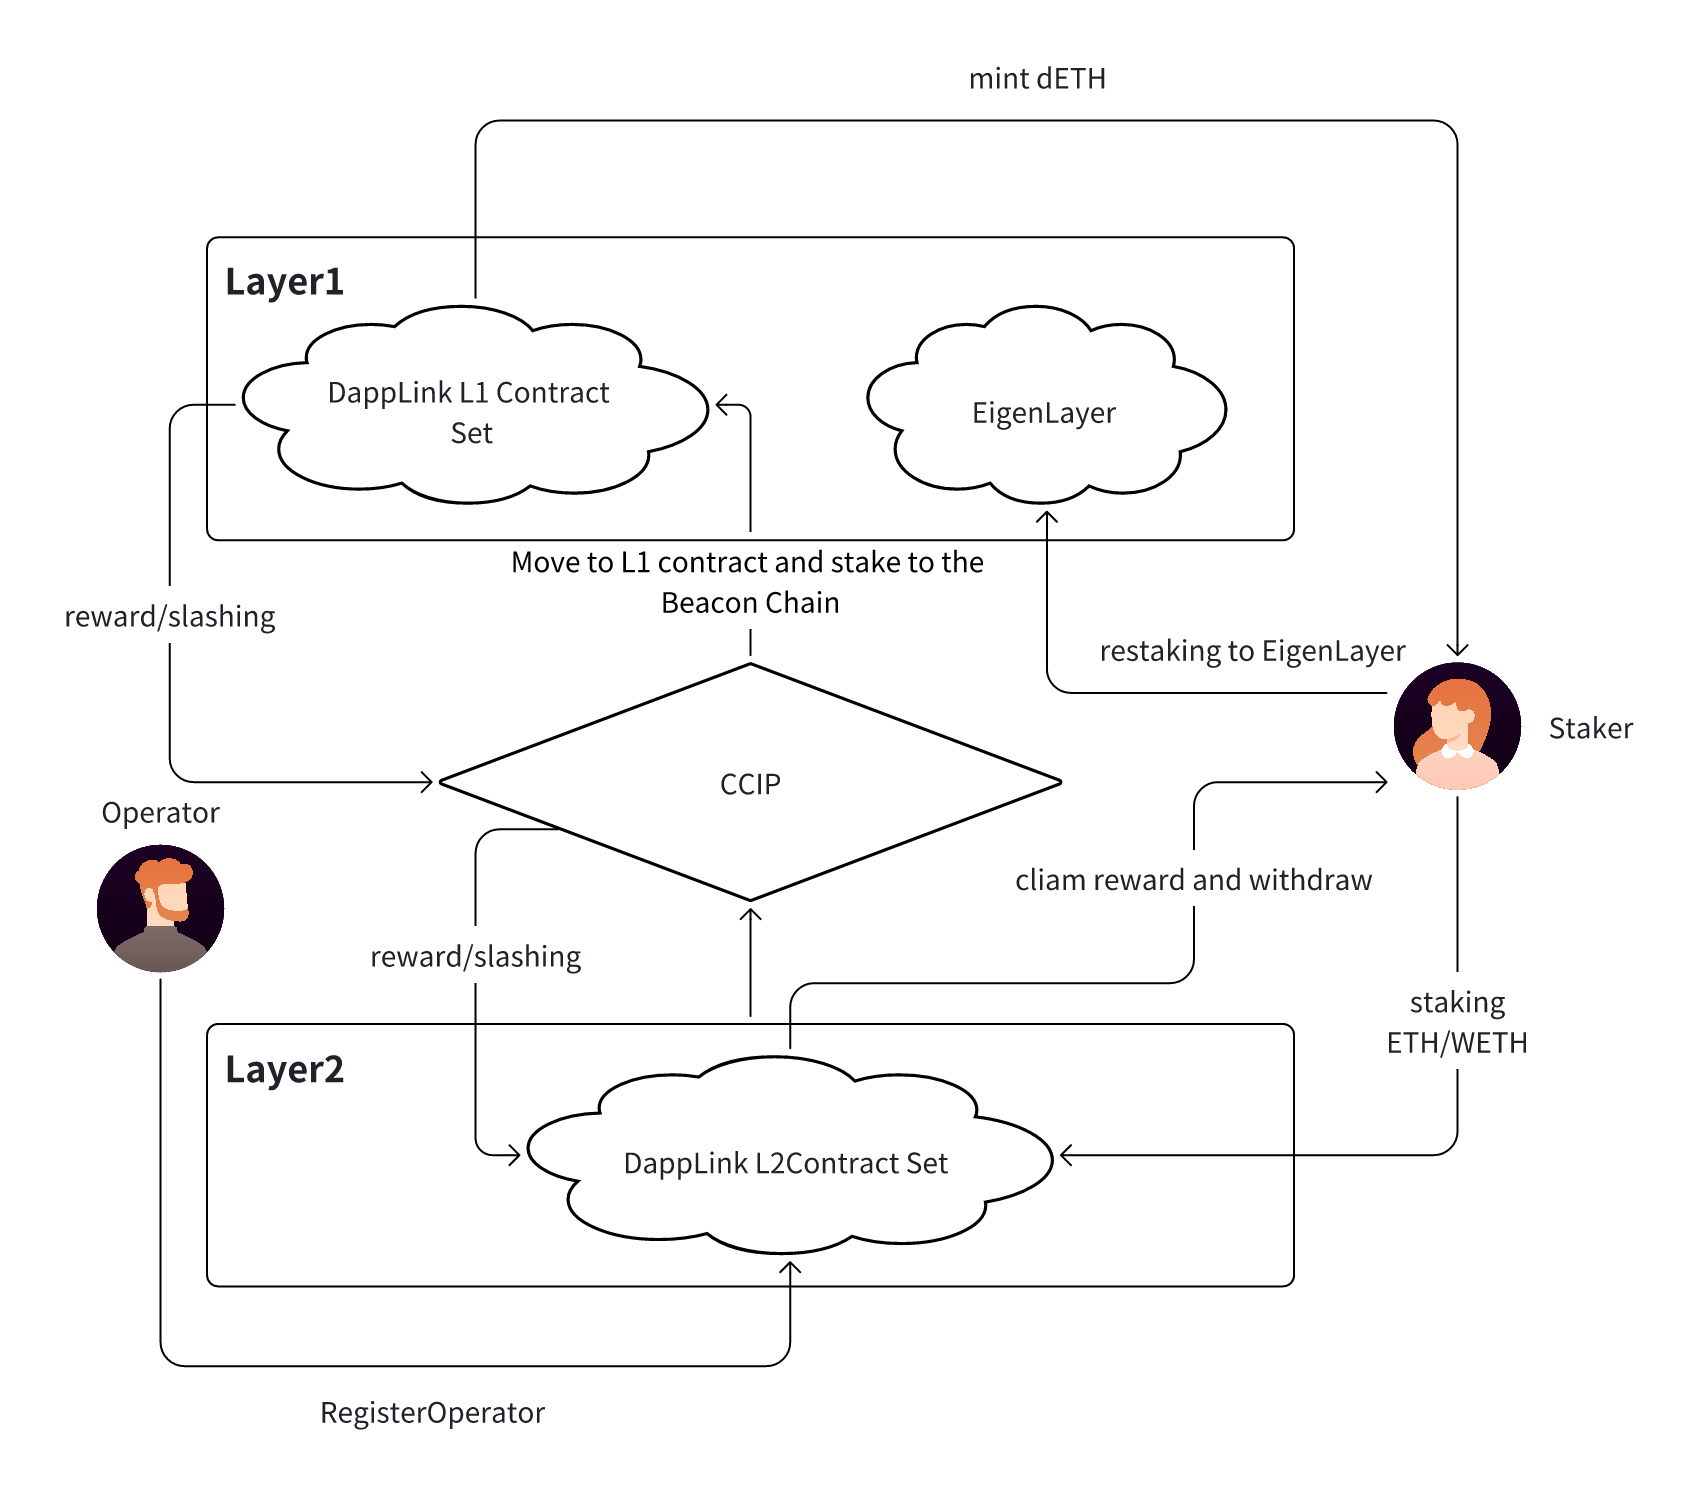 mint dETH
Layer1
DappLink L1 Contract
Set
EigenLayer
Move to L1 contract and stake to the
Beacon Chain
reward/slashing
restaking to EigenLayer
Staker
CCIP
Operator
cliam reward and withdraw
reward/slashing
staking
ETH/WETH
Layer2
DappLink L2Contract Set
RegisterOperator